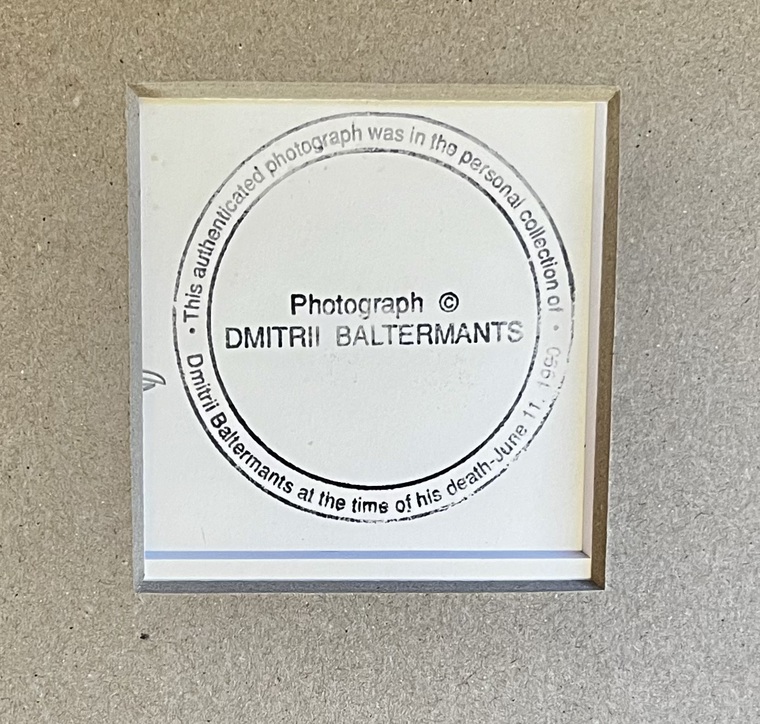 • This authenticated photograph was in the personal collection of •
Photograph ©
DMITRII BALTERMANTS
Dmitrii Baltermants at the time of his death-June 11, 1990